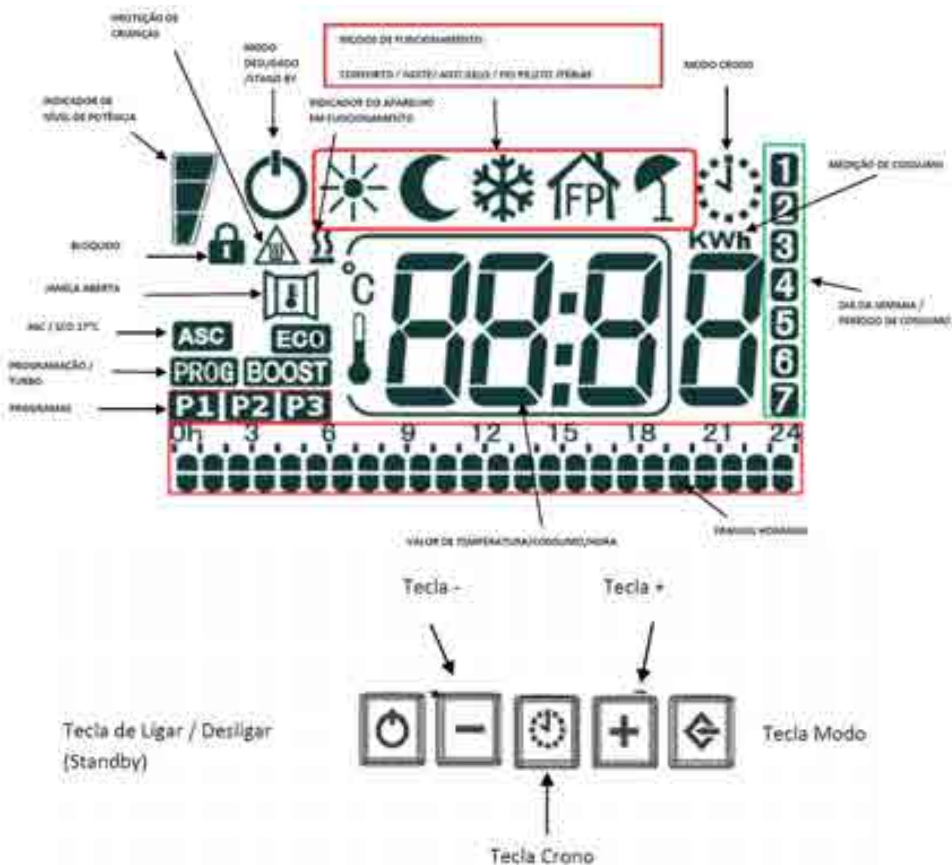 PROTEÇÃO DE
CRIANÇAS
MODO
DESLIGADO
/STAND BY
MODOS DE FUNCIONAMENTO:
CONFORTO / NOITE/ ANTI GELO / FIO PILOTO /FÉRIAS
MODO CRONO
INDICADOR DE
NÍVEL DE POTÊNCIA
INDICADOR DO APARELHO
EM FUNCIONAMENTO
MEDIÇÃO DE CONSUMO
FP
KWh
1
2
3
4
5
6
7
BLOQUEIO
JANELA ABERTA
°C
88:88
DIA DA SEMANA /
PERÍODO DE CONSUMO
ASC / ECO 17°C
ASC ECO
PROGRAMAÇÃO /
TURBO
PROG BOOST
PROGRAMAS
P1 P2 P3
0h 3 6 9 12 15 18 21 24
VALOR DE TEMPERATURA/CONSUMO/HORA
Tecla -
Tecla +
Tecla de Ligar / Desligar
(Standby)
Tecla Modo
Tecla Crono